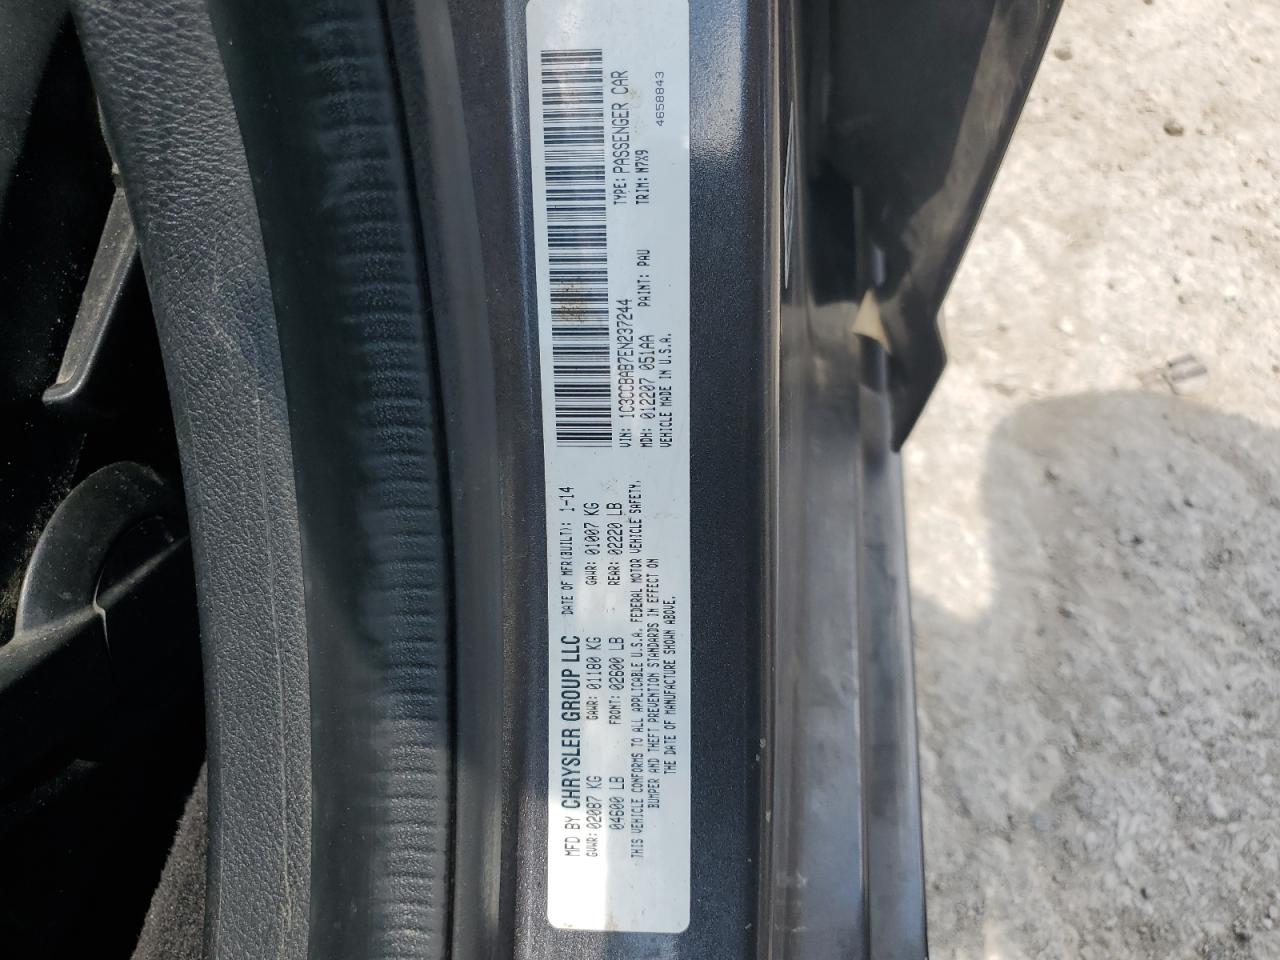 MFD BY CHRYSLER GROUP LLC DATE OF MFR(BUILT): 1-14
GVWR: 02087 KG GAWR: 01180 KG GAWR: 01007 KG
04600 LB FRONT: 02600 LB REAR: 02220 LB
THIS VEHICLE CONFORMS TO ALL APPLICABLE U.S.A. FEDERAL MOTOR VEHICLE SAFETY,
BUMPER AND THEFT PREVENTION STANDARDS IN EFFECT ON
THE DATE OF MANUFACTURE SHOWN ABOVE.
VIN: 1C3CCBAB7EN237244 TYPE: PASSENGER CAR
MDH: 012207 051AA PAINT: PAU TRIM: N7X9
VEHICLE MADE IN U.S.A. 4658843